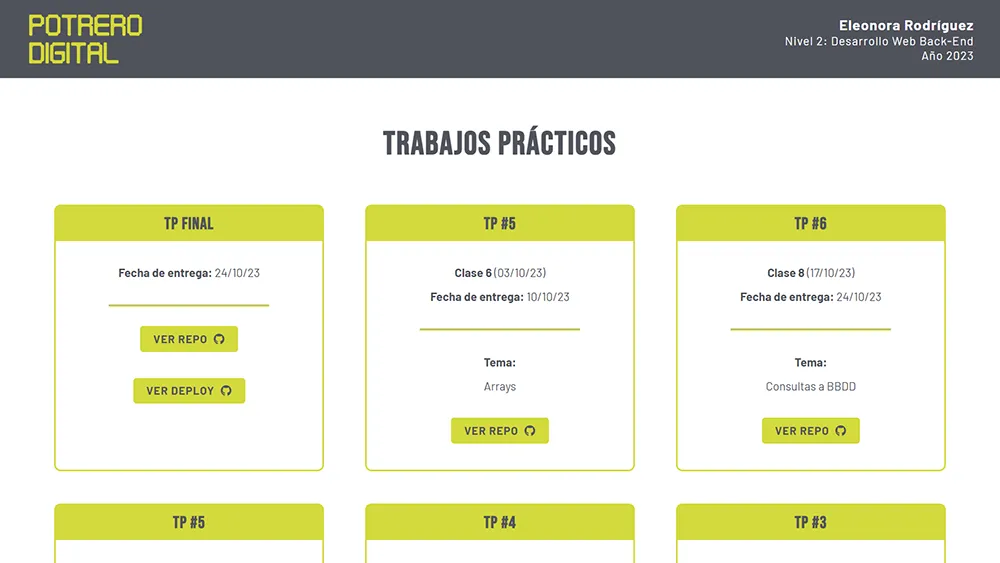 POTRERO
DIGITAL
Eleonora Rodríguez
Nivel 2: Desarrollo Web Back-End
Año 2023
TRABAJOS PRÁCTICOS
TP FINAL
Fecha de entrega: 24/10/23
VER REPO
VER DEPLOY
TP #5
Clase 6 (03/10/23)
Fecha de entrega: 10/10/23
Tema:
Arrays
VER REPO
TP #6
Clase 8 (17/10/23)
Fecha de entrega: 24/10/23
Tema:
Consultas a BBDD
VER REPO
TP #5
TP #4
TP #3